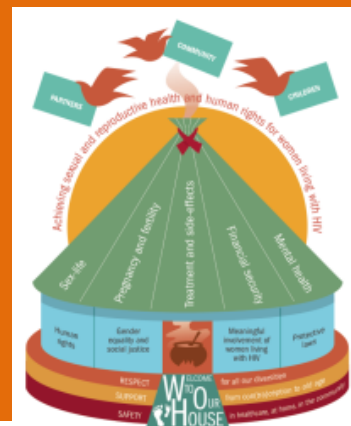 COMMUNITY
PARTNERS
CHILDREN
Achieving sexual and reproductive health and human rights for women living with HIV
Sex-life
Pregnancy and fertility
Treatment and side-effects
Financial security
Mental health
Human
rights
Gender
equality and
social justice
Meaningful
involvement of
women living
with HIV
Protective
laws
RESPECT for all our diversities
SUPPORT from contraception to old age
SAFETY in healthcare, at home, in the community
WELCOME
TO OUR
HOUSE